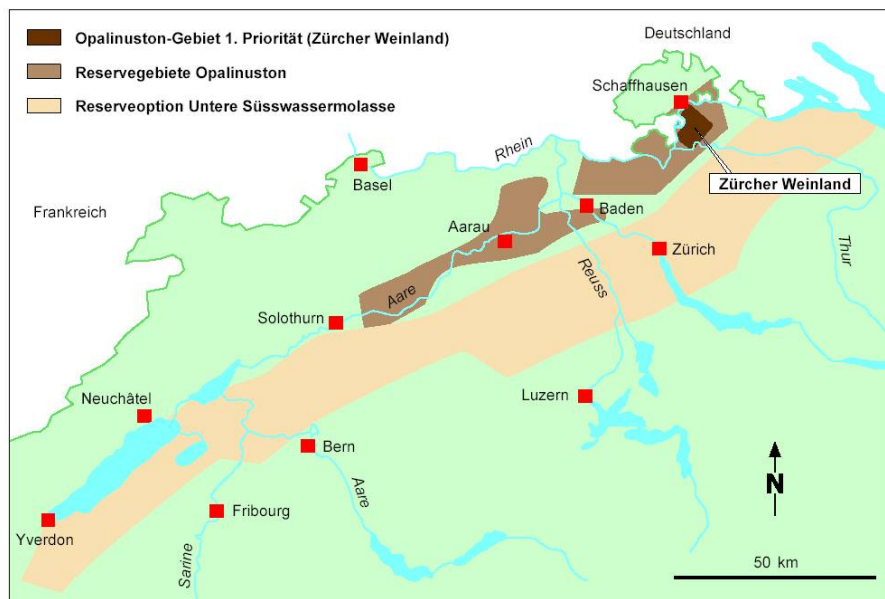 Opalinuston-Gebiet 1. Priorität (Zürcher Weinland)
Reservegebiete Opalinuston
Reserveoption Untere Süsswassermolasse
Deutschland
Schaffhausen
Rhein
Basel
Zürcher Weinland
Frankreich
Baden
Aarau
Zürich
Thur
Reuss
Aare
Solothurn
Neuchâtel
Luzern
Bern
Aare
N
Fribourg
Yverdon
Sarine
50 km